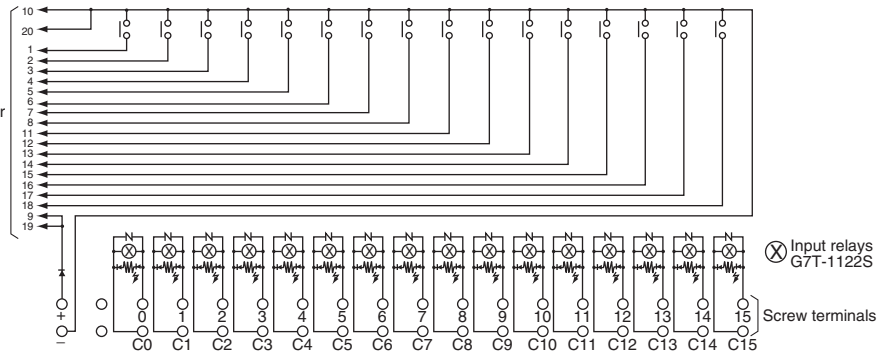 10
20
1
2
3
4
5
6
r
7
8
11
12
13
14
15
16
17
18
9
19
N N N N N N N N N N N N N N N N
X X X X X X X X X X X X X X X X
X Input relays
G7T-1122S
+ 0 1 2 3 4 5 6 7 8 9 10 11 12 13 14 15
Screw terminals
− C0 C1 C2 C3 C4 C5 C6 C7 C8 C9 C10 C11 C12 C13 C14 C15